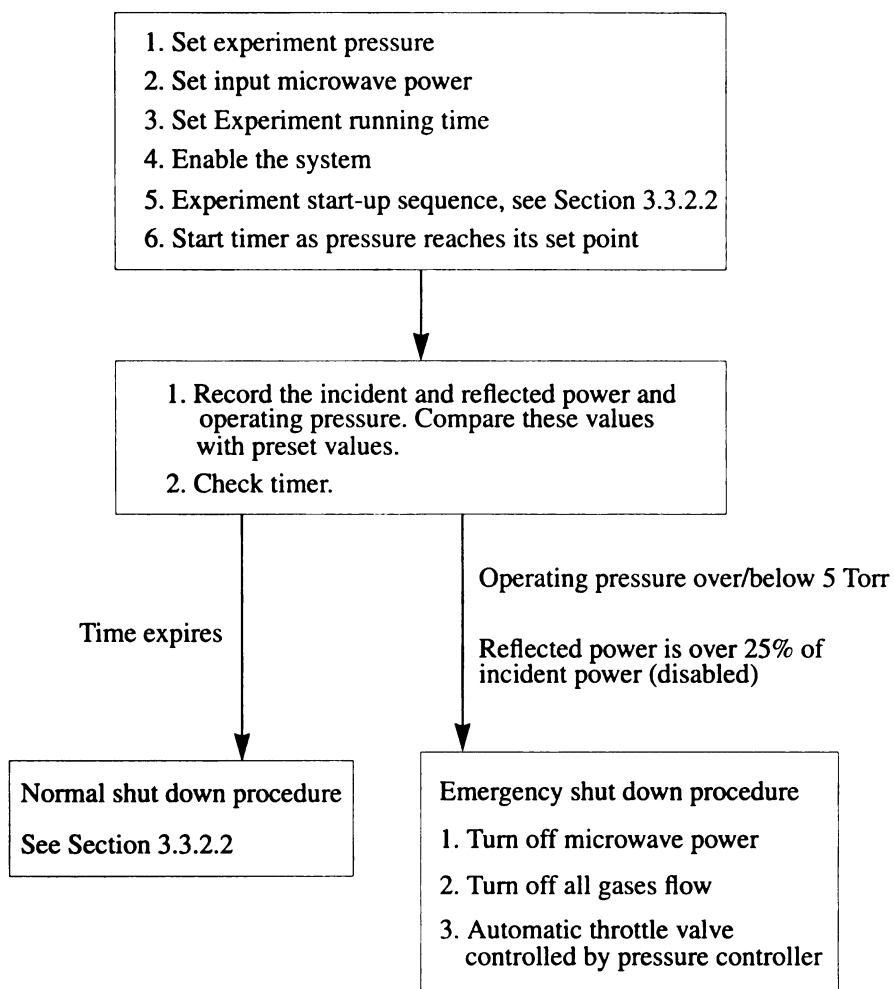 1. Set experiment pressure
2. Set input microwave power
3. Set Experiment running time
4. Enable the system
5. Experiment start-up sequence, see Section 3.3.2.2
6. Start timer as pressure reaches its set point
1. Record the incident and reflected power and
operating pressure. Compare these values
with preset values.
2. Check timer.
Time expires
Operating pressure over/below 5 Torr
Reflected power is over 25% of
incident power (disabled)
Normal shut down procedure
See Section 3.3.2.2
Emergency shut down procedure
1. Turn off microwave power
2. Turn off all gases flow
3. Automatic throttle valve
controlled by pressure controller